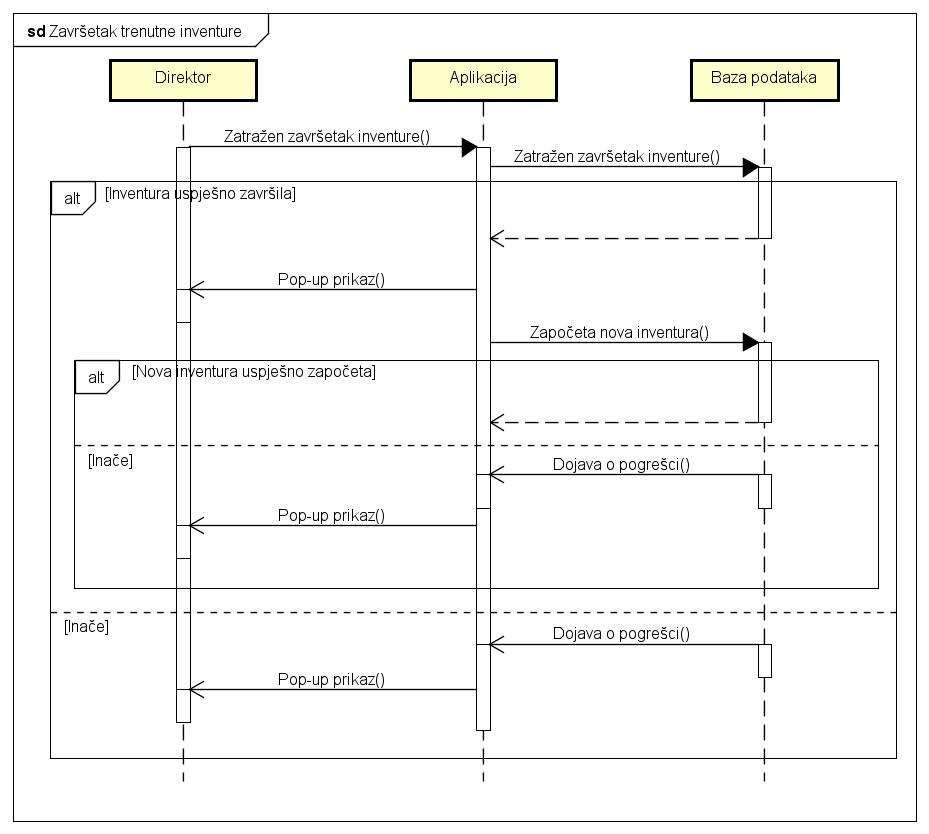 sd Završetak trenutne inventure
Direktor
Aplikacija
Baza podataka
Zatražen završetak inventure()
Zatražen završetak inventure()
alt
[Inventura uspješno završila]
Pop-up prikaz()
Započeta nova inventura()
alt
[Nova inventura uspješno započeta]
[Inače]
Dojava o pogrešci()
Pop-up prikaz()
[Inače]
Dojava o pogrešci()
Pop-up prikaz()